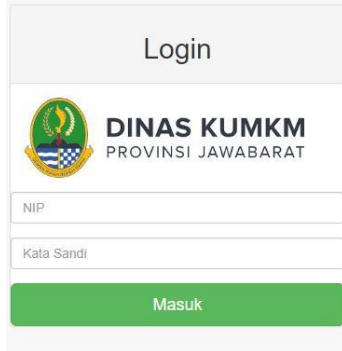 Login
DINAS KUMKM
PROVINSI JAWABARAT
NIP
Kata Sandi
Masuk